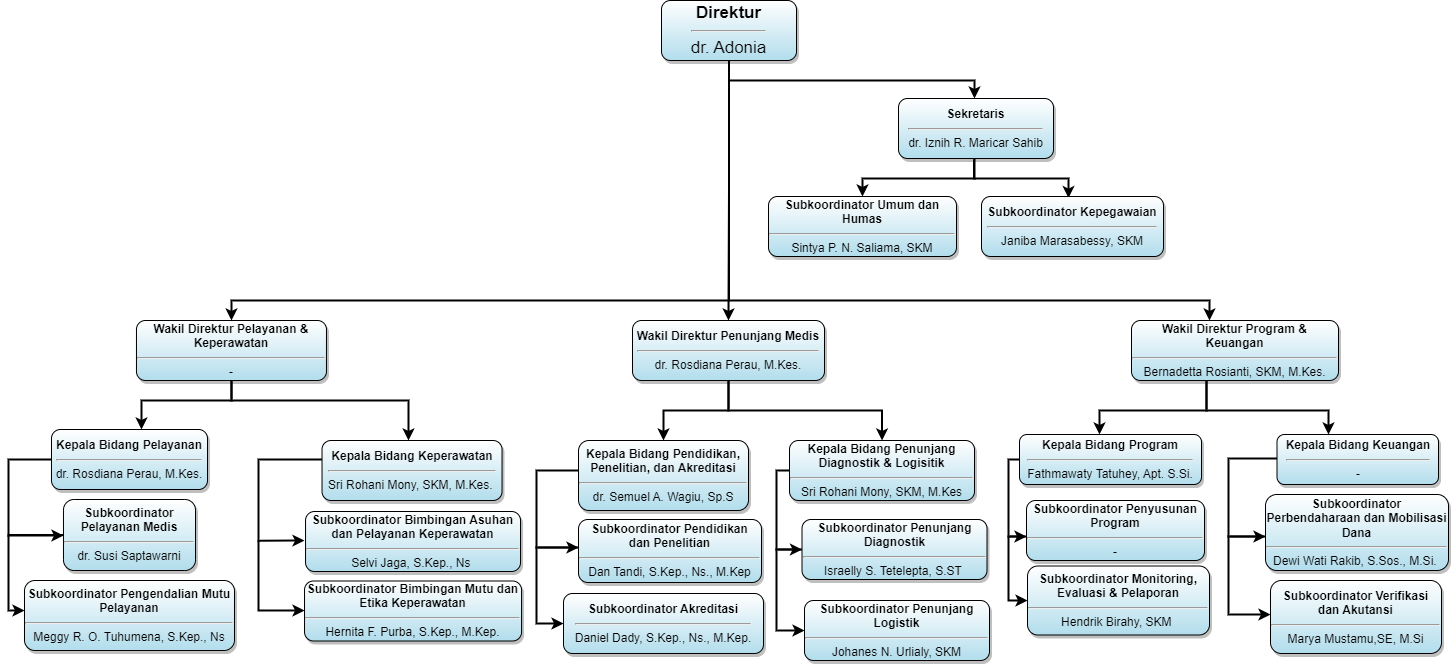 Direktur
dr. Adonia
Sekretaris
dr. Iznih R. Maricar Sahib
Subkoordinator Umum dan
Humas
Sintya P. N. Saliama, SKM
Subkoordinator Kepegawaian
Janiba Marasabessy, SKM
Wakil Direktur Pelayanan &
Keperawatan
-
Wakil Direktur Penunjang Medis
dr. Rosdiana Perau, M.Kes.
Wakil Direktur Program &
Keuangan
Bernadetta Rosianti, SKM, M.Kes.
Kepala Bidang Pelayanan
dr. Rosdiana Perau, M.Kes.
Subkoordinator
Pelayanan Medis
dr. Susi Saptawarni
Subkoordinator Pengendalian Mutu
Pelayanan
Meggy R. O. Tuhumena, S.Kep., Ns
Kepala Bidang Keperawatan
Sri Rohani Mony, SKM, M.Kes.
Subkoordinator Bimbingan Asuhan
dan Pelayanan Keperawatan
Selvi Jaga, S.Kep., Ns
Subkoordinator Bimbingan Mutu dan
Etika Keperawatan
Hernita F. Purba, S.Kep., M.Kep.
Kepala Bidang Pendidikan,
Penelitian, dan Akreditasi
dr. Semuel A. Wagiu, Sp.S
Subkoordinator Pendidikan
dan Penelitian
Dan Tandi, S.Kep., Ns., M.Kep
Subkoordinator Akreditasi
Daniel Dady, S.Kep., Ns., M.Kep.
Kepala Bidang Penunjang
Diagnostik & Logisitik
Sri Rohani Mony, SKM, M.Kes
Subkoordinator Penunjang
Diagnostik
Israelly S. Tetelepta, S.ST
Subkoordinator Penunjang
Logistik
Johanes N. Urlialy, SKM
Kepala Bidang Program
Fathmawaty Tatuhey, Apt. S.Si.
Subkoordinator Penyusunan
Program
-
Subkoordinator Monitoring,
Evaluasi & Pelaporan
Hendrik Birahy, SKM
Kepala Bidang Keuangan
-
Subkoordinator
Perbendaharaan dan Mobilisasi
Dana
Dewi Wati Rakib, S.Sos., M.Si.
Subkoordinator Verifikasi
dan Akutansi
Marya Mustamu,SE, M.Si